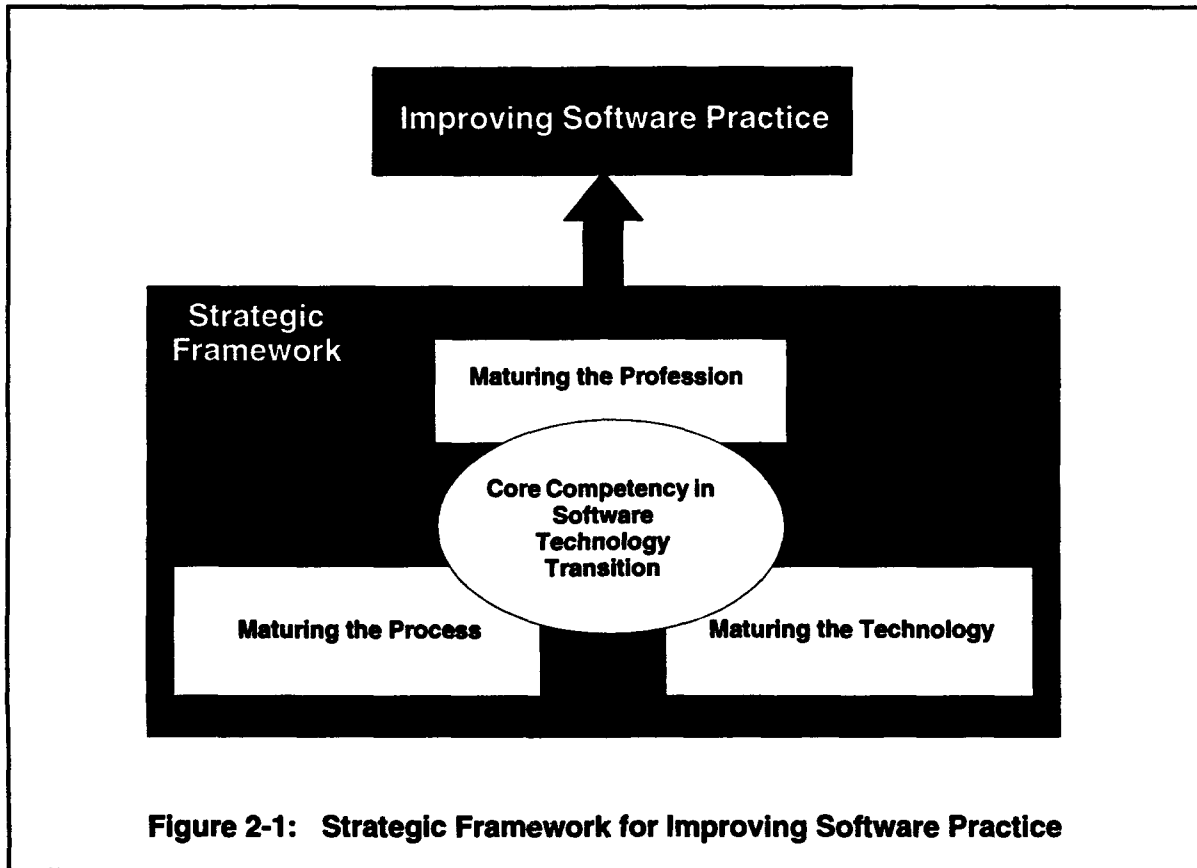 Improving Software Practice
Strategic
Framework
Maturing the Profession
Core Competency in
Software
Technology
Transition
Maturing the Process
Maturing the Technology
Figure 2-1: Strategic Framework for Improving Software Practice